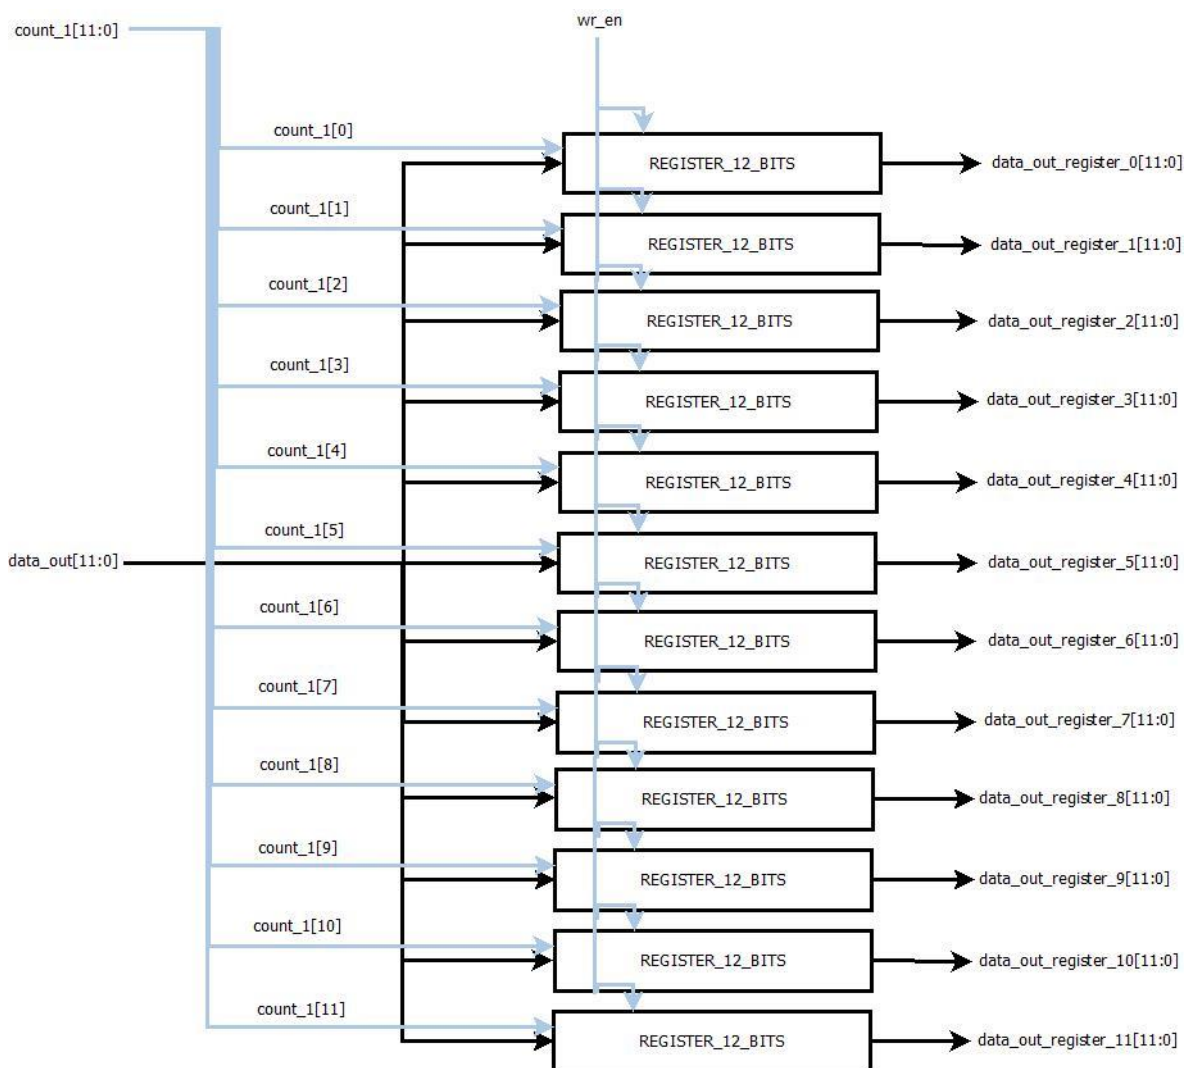 wr_en
count_1[11:0]
count_1[0]
REGISTER_12_BITS
data_out_register_0[11:0]
count_1[1]
REGISTER_12_BITS
data_out_register_1[11:0]
count_1[2]
REGISTER_12_BITS
data_out_register_2[11:0]
count_1[3]
REGISTER_12_BITS
data_out_register_3[11:0]
count_1[4]
REGISTER_12_BITS
data_out_register_4[11:0]
count_1[5]
data_out[11:0]
REGISTER_12_BITS
data_out_register_5[11:0]
count_1[6]
REGISTER_12_BITS
data_out_register_6[11:0]
count_1[7]
REGISTER_12_BITS
data_out_register_7[11:0]
count_1[8]
REGISTER_12_BITS
data_out_register_8[11:0]
count_1[9]
REGISTER_12_BITS
data_out_register_9[11:0]
count_1[10]
REGISTER_12_BITS
data_out_register_10[11:0]
count_1[11]
REGISTER_12_BITS
data_out_register_11[11:0]